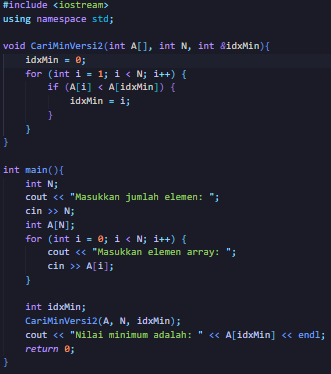 #include <iostream>
using namespace std;

void CariMinVersi2(int A[], int N, int &idxMin){
    idxMin = 0;
    for (int i = 1; i < N; i++) {
        if (A[i] < A[idxMin]) {
            idxMin = i;
        }
    }
}

int main(){
    int N;
    cout << "Masukkan jumlah elemen: ";
    cin >> N;
    int A[N];
    for (int i = 0; i < N; i++) {
        cout << "Masukkan elemen array: ";
        cin >> A[i];
    }

    int idxMin;
    CariMinVersi2(A, N, idxMin);
    cout << "Nilai minimum adalah: " << A[idxMin] << endl;
    return 0;
}